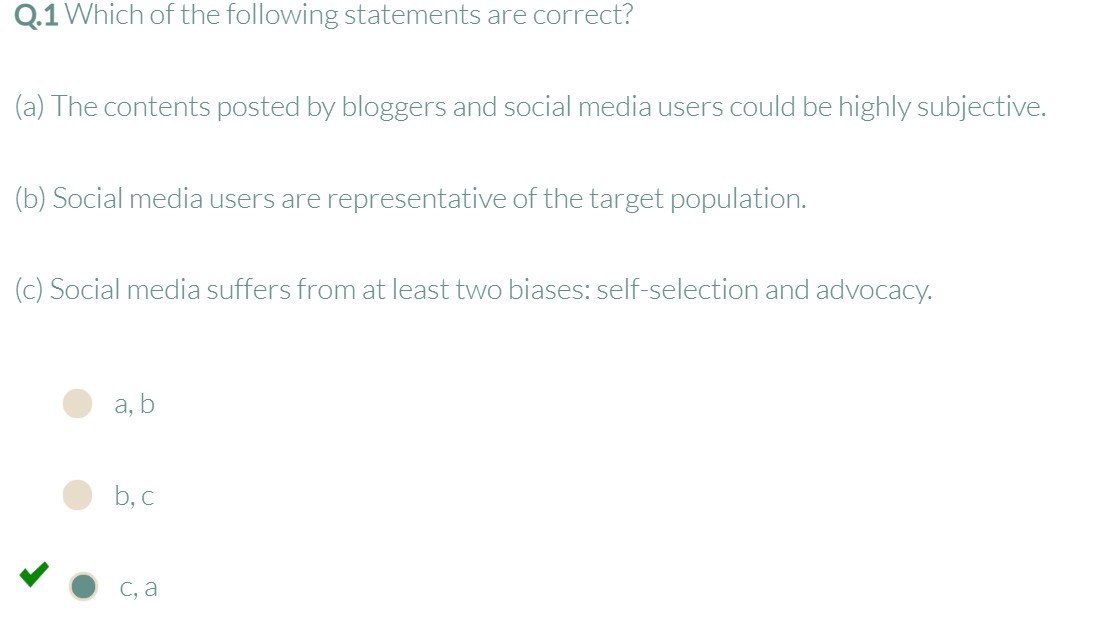 Q.1 Which of the following statements are correct?
(a) The contents posted by bloggers and social media users could be highly subjective.
(b) Social media users are representative of the target population.
(c) Social media suffers from at least two biases: self-selection and advocacy.
a, b
b, c
c, a